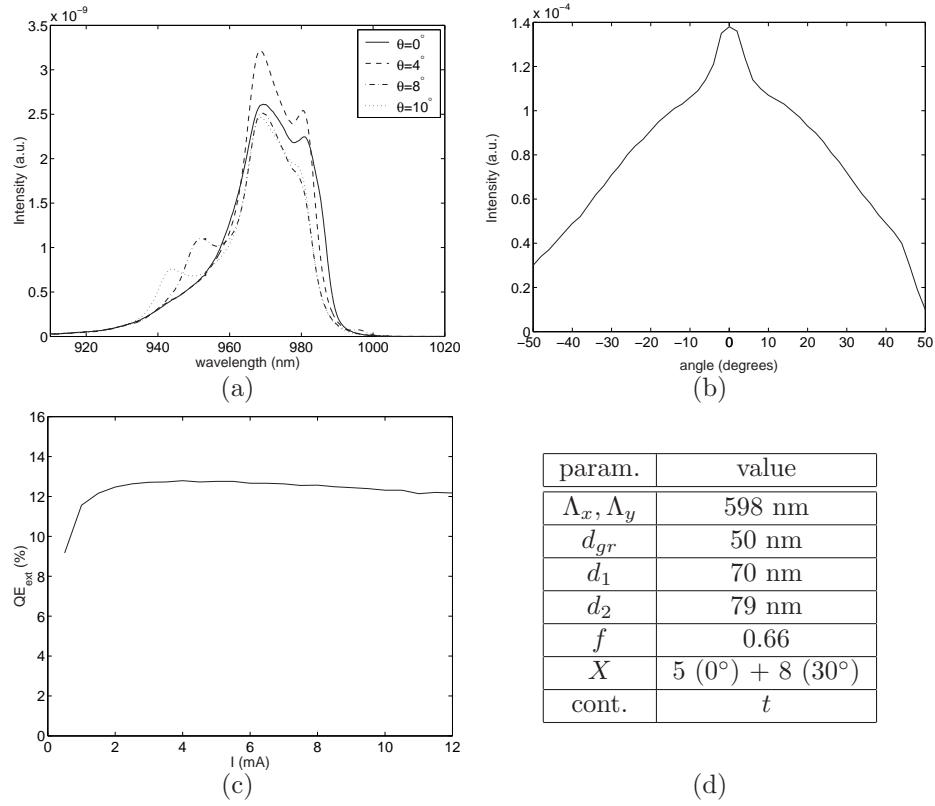 x 10⁻⁹
3.5
3
2.5
2
1.5
1
0.5
0
Intensity (a.u.)
θ=0°
θ=4°
θ=8°
θ=10°
920 940 960 980 1000 1020
wavelength (nm)
(a)
x 10⁻⁴
1.4
1.2
1
0.8
0.6
0.4
0.2
0
Intensity (a.u.)
−50 −40 −30 −20 −10 0 10 20 30 40 50
angle (degrees)
(b)
16
14
12
10
8
6
4
2
0
QE_ext (%)
0 2 4 6 8 10 12
I (mA)
(c)
param. value
Λ_x, Λ_y 598 nm
d_gr 50 nm
d_1 70 nm
d_2 79 nm
f 0.66
X 5 (0°) + 8 (30°)
cont. t
(d)